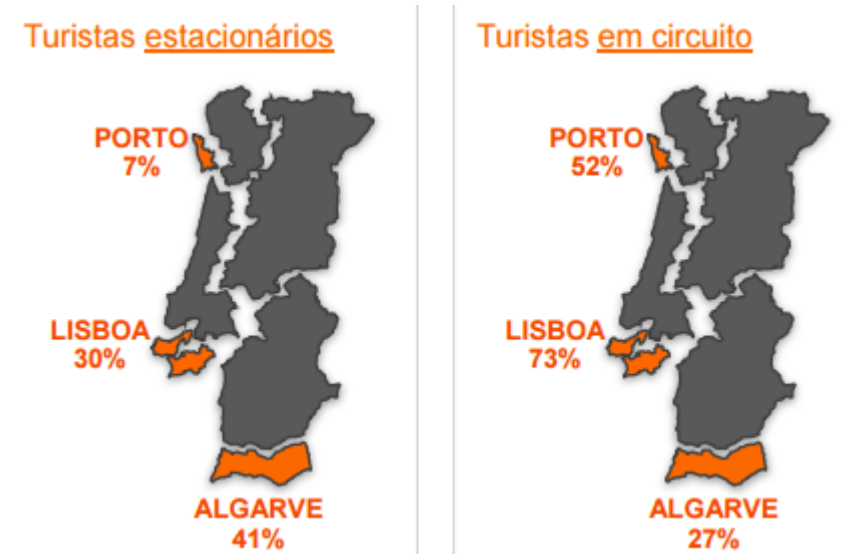 Turistas estacionários
PORTO
7%
LISBOA
30%
ALGARVE
41%
Turistas em circuito
PORTO
52%
LISBOA
73%
ALGARVE
27%